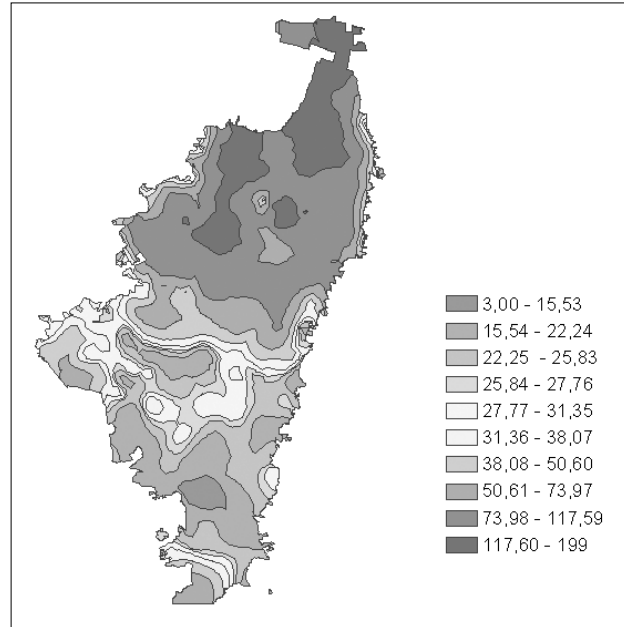 3,00 - 15,53
15,54 - 22,24
22,25 - 25,83
25,84 - 27,76
27,77 - 31,35
31,36 - 38,07
38,08 - 50,60
50,61 - 73,97
73,98 - 117,59
117,60 - 199